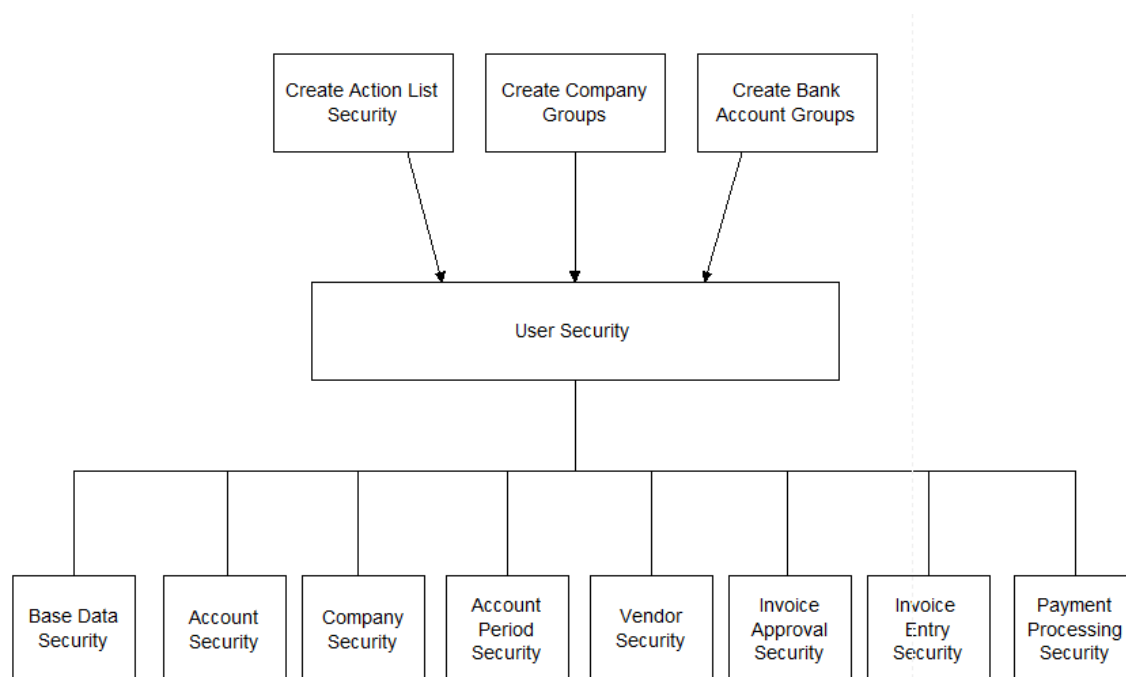 Create Action List
Security
Create Company
Groups
Create Bank
Account Groups
User Security
Base Data
Security
Account
Security
Company
Security
Account
Period
Security
Vendor
Security
Invoice
Approval
Security
Invoice
Entry
Security
Payment
Processing
Security